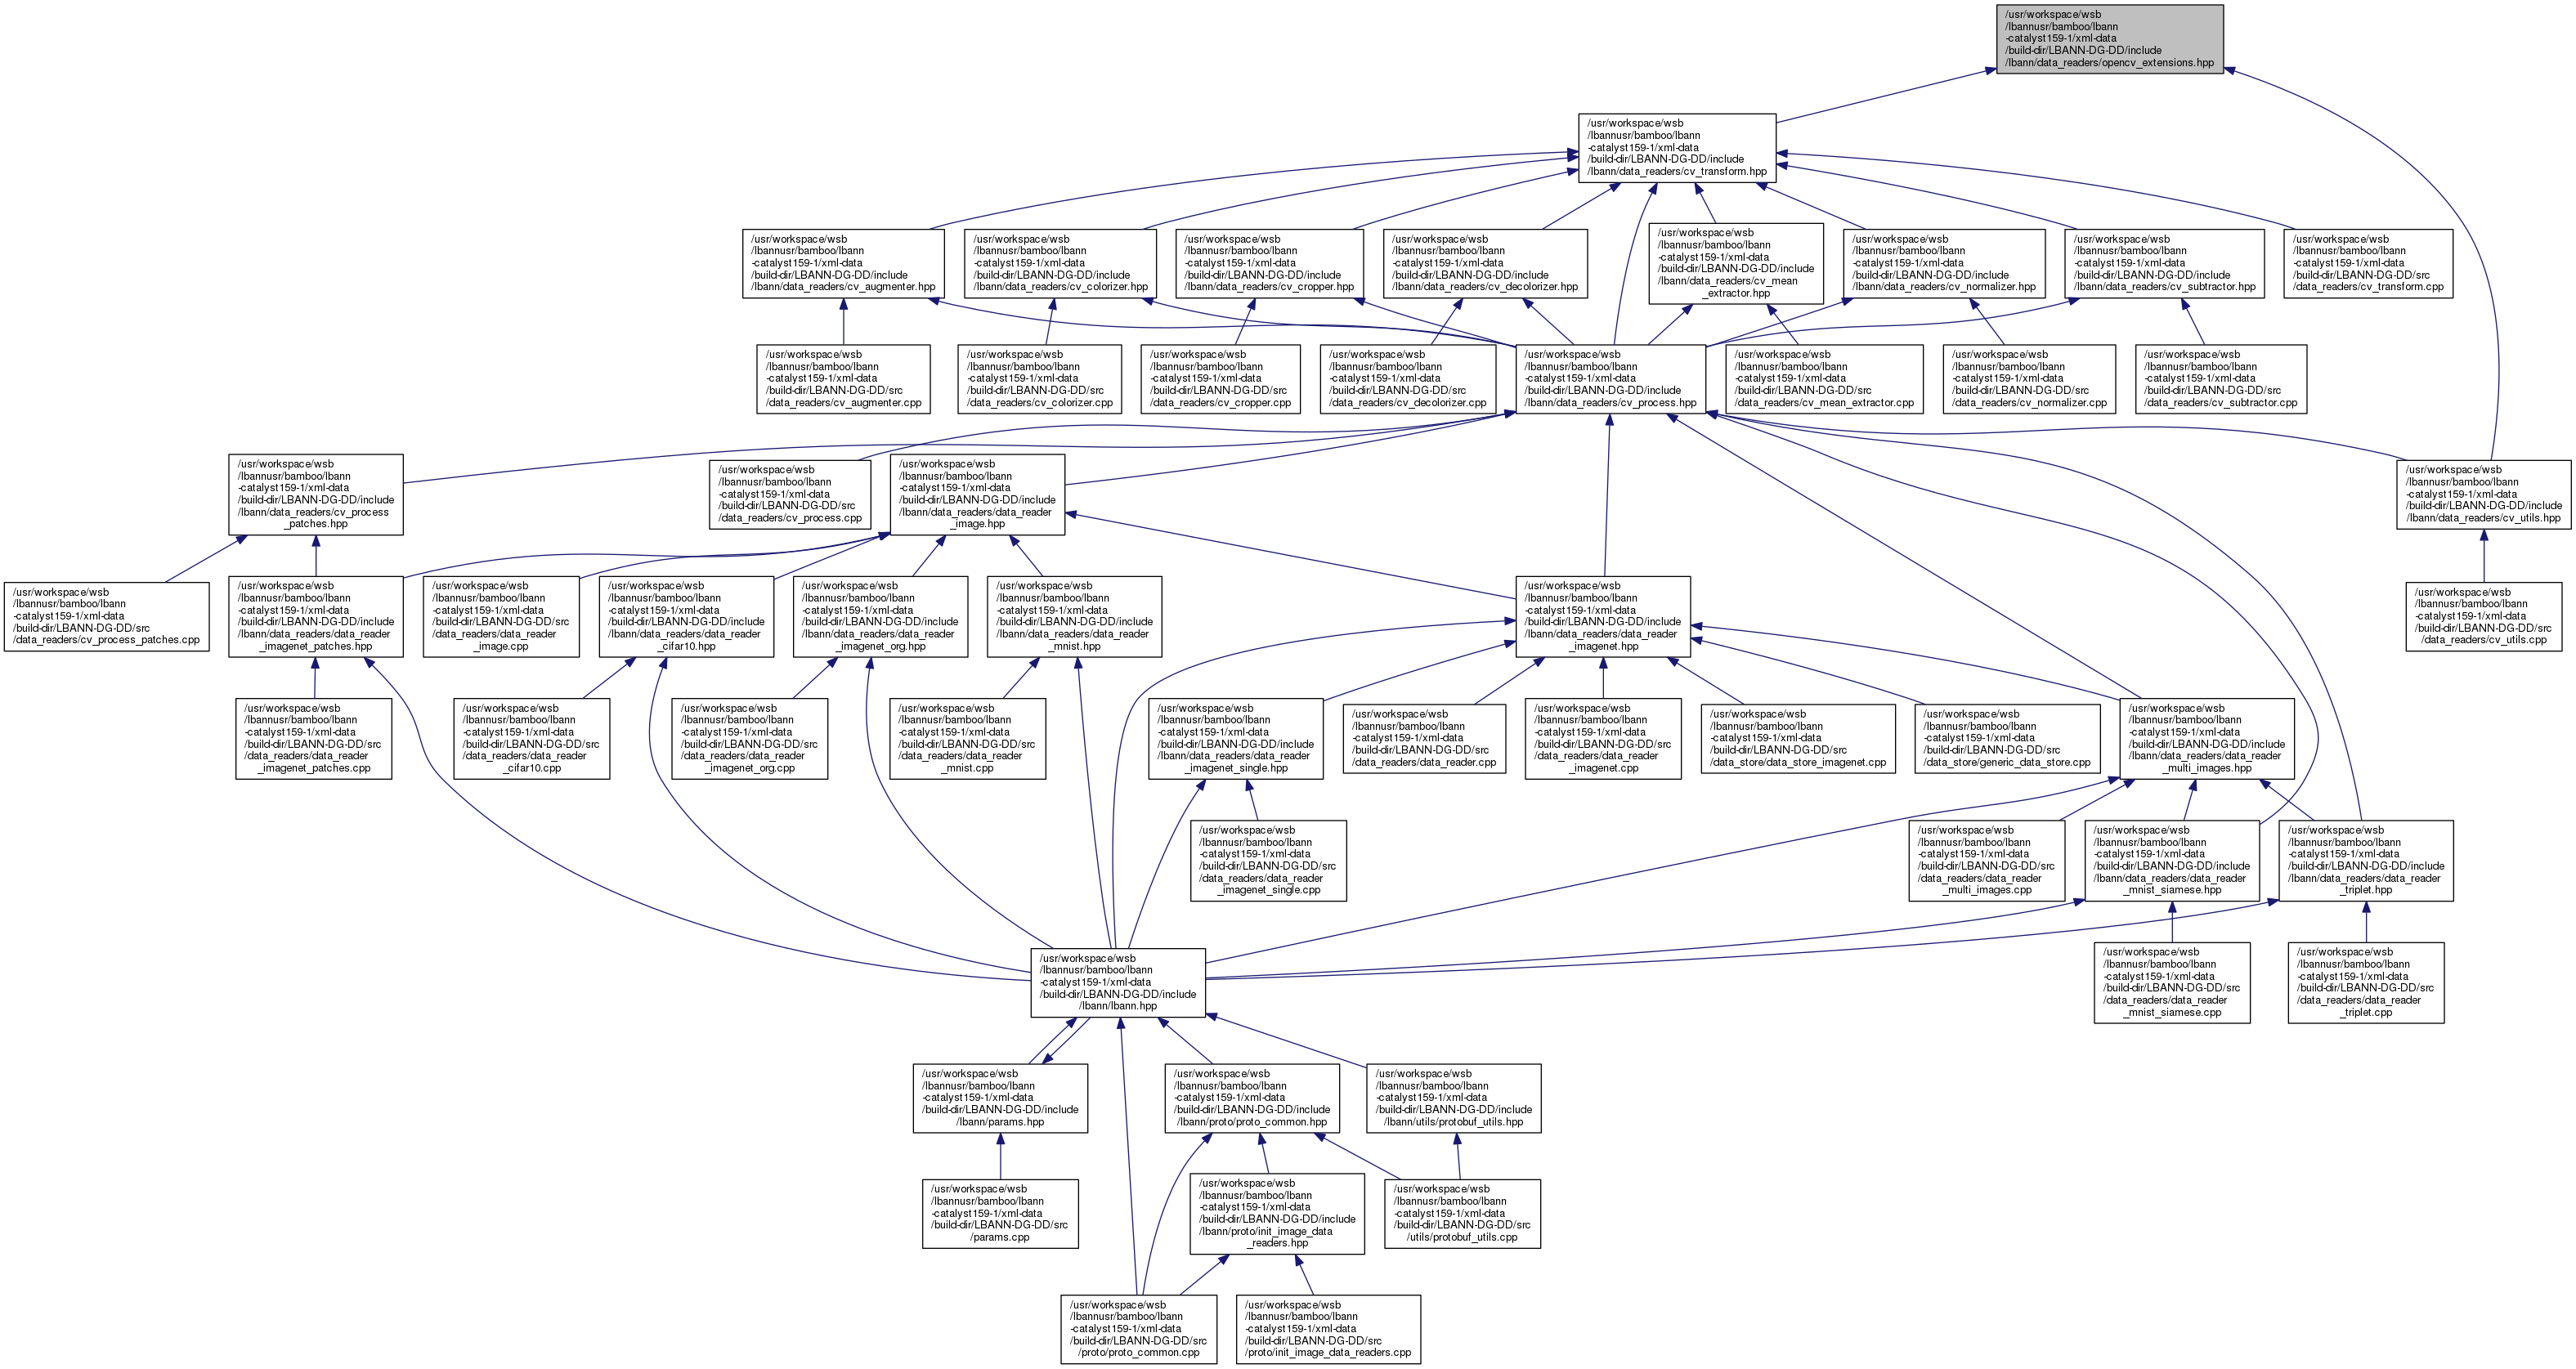 /usr/workspace/wsb
/lbannusr/bamboo/lbann
-catalyst159-1/xml-data
/build-dir/LBANN-DG-DD/include
/lbann/data_readers/opencv_extensions.hpp
/usr/workspace/wsb
/lbannusr/bamboo/lbann
-catalyst159-1/xml-data
/build-dir/LBANN-DG-DD/include
/lbann/data_readers/cv_transform.hpp
/usr/workspace/wsb
/lbannusr/bamboo/lbann
-catalyst159-1/xml-data
/build-dir/LBANN-DG-DD/include
/lbann/data_readers/cv_augmenter.hpp
/usr/workspace/wsb
/lbannusr/bamboo/lbann
-catalyst159-1/xml-data
/build-dir/LBANN-DG-DD/include
/lbann/data_readers/cv_colorizer.hpp
/usr/workspace/wsb
/lbannusr/bamboo/lbann
-catalyst159-1/xml-data
/build-dir/LBANN-DG-DD/include
/lbann/data_readers/cv_cropper.hpp
/usr/workspace/wsb
/lbannusr/bamboo/lbann
-catalyst159-1/xml-data
/build-dir/LBANN-DG-DD/include
/lbann/data_readers/cv_decolorizer.hpp
/usr/workspace/wsb
/lbannusr/bamboo/lbann
-catalyst159-1/xml-data
/build-dir/LBANN-DG-DD/include
/lbann/data_readers/cv_mean
_extractor.hpp
/usr/workspace/wsb
/lbannusr/bamboo/lbann
-catalyst159-1/xml-data
/build-dir/LBANN-DG-DD/include
/lbann/data_readers/cv_normalizer.hpp
/usr/workspace/wsb
/lbannusr/bamboo/lbann
-catalyst159-1/xml-data
/build-dir/LBANN-DG-DD/include
/lbann/data_readers/cv_subtractor.hpp
/usr/workspace/wsb
/lbannusr/bamboo/lbann
-catalyst159-1/xml-data
/build-dir/LBANN-DG-DD/src
/data_readers/cv_transform.cpp
/usr/workspace/wsb
/lbannusr/bamboo/lbann
-catalyst159-1/xml-data
/build-dir/LBANN-DG-DD/src
/data_readers/cv_augmenter.cpp
/usr/workspace/wsb
/lbannusr/bamboo/lbann
-catalyst159-1/xml-data
/build-dir/LBANN-DG-DD/src
/data_readers/cv_colorizer.cpp
/usr/workspace/wsb
/lbannusr/bamboo/lbann
-catalyst159-1/xml-data
/build-dir/LBANN-DG-DD/src
/data_readers/cv_cropper.cpp
/usr/workspace/wsb
/lbannusr/bamboo/lbann
-catalyst159-1/xml-data
/build-dir/LBANN-DG-DD/src
/data_readers/cv_decolorizer.cpp
/usr/workspace/wsb
/lbannusr/bamboo/lbann
-catalyst159-1/xml-data
/build-dir/LBANN-DG-DD/include
/lbann/data_readers/cv_process.hpp
/usr/workspace/wsb
/lbannusr/bamboo/lbann
-catalyst159-1/xml-data
/build-dir/LBANN-DG-DD/src
/data_readers/cv_mean_extractor.cpp
/usr/workspace/wsb
/lbannusr/bamboo/lbann
-catalyst159-1/xml-data
/build-dir/LBANN-DG-DD/src
/data_readers/cv_normalizer.cpp
/usr/workspace/wsb
/lbannusr/bamboo/lbann
-catalyst159-1/xml-data
/build-dir/LBANN-DG-DD/src
/data_readers/cv_subtractor.cpp
/usr/workspace/wsb
/lbannusr/bamboo/lbann
-catalyst159-1/xml-data
/build-dir/LBANN-DG-DD/include
/lbann/data_readers/cv_process
_patches.hpp
/usr/workspace/wsb
/lbannusr/bamboo/lbann
-catalyst159-1/xml-data
/build-dir/LBANN-DG-DD/src
/data_readers/cv_process.cpp
/usr/workspace/wsb
/lbannusr/bamboo/lbann
-catalyst159-1/xml-data
/build-dir/LBANN-DG-DD/include
/lbann/data_readers/data_reader
_image.hpp
/usr/workspace/wsb
/lbannusr/bamboo/lbann
-catalyst159-1/xml-data
/build-dir/LBANN-DG-DD/include
/lbann/data_readers/cv_utils.hpp
/usr/workspace/wsb
/lbannusr/bamboo/lbann
-catalyst159-1/xml-data
/build-dir/LBANN-DG-DD/src
/data_readers/cv_process_patches.cpp
/usr/workspace/wsb
/lbannusr/bamboo/lbann
-catalyst159-1/xml-data
/build-dir/LBANN-DG-DD/include
/lbann/data_readers/data_reader
_imagenet_patches.hpp
/usr/workspace/wsb
/lbannusr/bamboo/lbann
-catalyst159-1/xml-data
/build-dir/LBANN-DG-DD/src
/data_readers/data_reader
_image.cpp
/usr/workspace/wsb
/lbannusr/bamboo/lbann
-catalyst159-1/xml-data
/build-dir/LBANN-DG-DD/include
/lbann/data_readers/data_reader
_cifar10.hpp
/usr/workspace/wsb
/lbannusr/bamboo/lbann
-catalyst159-1/xml-data
/build-dir/LBANN-DG-DD/include
/lbann/data_readers/data_reader
_imagenet_org.hpp
/usr/workspace/wsb
/lbannusr/bamboo/lbann
-catalyst159-1/xml-data
/build-dir/LBANN-DG-DD/include
/lbann/data_readers/data_reader
_mnist.hpp
/usr/workspace/wsb
/lbannusr/bamboo/lbann
-catalyst159-1/xml-data
/build-dir/LBANN-DG-DD/include
/lbann/data_readers/data_reader
_imagenet.hpp
/usr/workspace/wsb
/lbannusr/bamboo/lbann
-catalyst159-1/xml-data
/build-dir/LBANN-DG-DD/src
/data_readers/cv_utils.cpp
/usr/workspace/wsb
/lbannusr/bamboo/lbann
-catalyst159-1/xml-data
/build-dir/LBANN-DG-DD/src
/data_readers/data_reader
_imagenet_patches.cpp
/usr/workspace/wsb
/lbannusr/bamboo/lbann
-catalyst159-1/xml-data
/build-dir/LBANN-DG-DD/src
/data_readers/data_reader
_cifar10.cpp
/usr/workspace/wsb
/lbannusr/bamboo/lbann
-catalyst159-1/xml-data
/build-dir/LBANN-DG-DD/src
/data_readers/data_reader
_imagenet_org.cpp
/usr/workspace/wsb
/lbannusr/bamboo/lbann
-catalyst159-1/xml-data
/build-dir/LBANN-DG-DD/src
/data_readers/data_reader
_mnist.cpp
/usr/workspace/wsb
/lbannusr/bamboo/lbann
-catalyst159-1/xml-data
/build-dir/LBANN-DG-DD/include
/lbann/data_readers/data_reader
_imagenet_single.hpp
/usr/workspace/wsb
/lbannusr/bamboo/lbann
-catalyst159-1/xml-data
/build-dir/LBANN-DG-DD/src
/data_readers/data_reader.cpp
/usr/workspace/wsb
/lbannusr/bamboo/lbann
-catalyst159-1/xml-data
/build-dir/LBANN-DG-DD/src
/data_readers/data_reader
_imagenet.cpp
/usr/workspace/wsb
/lbannusr/bamboo/lbann
-catalyst159-1/xml-data
/build-dir/LBANN-DG-DD/src
/data_store/data_store_imagenet.cpp
/usr/workspace/wsb
/lbannusr/bamboo/lbann
-catalyst159-1/xml-data
/build-dir/LBANN-DG-DD/src
/data_store/generic_data_store.cpp
/usr/workspace/wsb
/lbannusr/bamboo/lbann
-catalyst159-1/xml-data
/build-dir/LBANN-DG-DD/include
/lbann/data_readers/data_reader
_multi_images.hpp
/usr/workspace/wsb
/lbannusr/bamboo/lbann
-catalyst159-1/xml-data
/build-dir/LBANN-DG-DD/src
/data_readers/data_reader
_imagenet_single.cpp
/usr/workspace/wsb
/lbannusr/bamboo/lbann
-catalyst159-1/xml-data
/build-dir/LBANN-DG-DD/src
/data_readers/data_reader
_multi_images.cpp
/usr/workspace/wsb
/lbannusr/bamboo/lbann
-catalyst159-1/xml-data
/build-dir/LBANN-DG-DD/include
/lbann/data_readers/data_reader
_mnist_siamese.hpp
/usr/workspace/wsb
/lbannusr/bamboo/lbann
-catalyst159-1/xml-data
/build-dir/LBANN-DG-DD/include
/lbann/data_readers/data_reader
_triplet.hpp
/usr/workspace/wsb
/lbannusr/bamboo/lbann
-catalyst159-1/xml-data
/build-dir/LBANN-DG-DD/include
/lbann/lbann.hpp
/usr/workspace/wsb
/lbannusr/bamboo/lbann
-catalyst159-1/xml-data
/build-dir/LBANN-DG-DD/src
/data_readers/data_reader
_mnist_siamese.cpp
/usr/workspace/wsb
/lbannusr/bamboo/lbann
-catalyst159-1/xml-data
/build-dir/LBANN-DG-DD/src
/data_readers/data_reader
_triplet.cpp
/usr/workspace/wsb
/lbannusr/bamboo/lbann
-catalyst159-1/xml-data
/build-dir/LBANN-DG-DD/include
/lbann/params.hpp
/usr/workspace/wsb
/lbannusr/bamboo/lbann
-catalyst159-1/xml-data
/build-dir/LBANN-DG-DD/include
/lbann/proto/proto_common.hpp
/usr/workspace/wsb
/lbannusr/bamboo/lbann
-catalyst159-1/xml-data
/build-dir/LBANN-DG-DD/include
/lbann/utils/protobuf_utils.hpp
/usr/workspace/wsb
/lbannusr/bamboo/lbann
-catalyst159-1/xml-data
/build-dir/LBANN-DG-DD/src
/params.cpp
/usr/workspace/wsb
/lbannusr/bamboo/lbann
-catalyst159-1/xml-data
/build-dir/LBANN-DG-DD/include
/lbann/proto/init_image_data
_readers.hpp
/usr/workspace/wsb
/lbannusr/bamboo/lbann
-catalyst159-1/xml-data
/build-dir/LBANN-DG-DD/src
/utils/protobuf_utils.cpp
/usr/workspace/wsb
/lbannusr/bamboo/lbann
-catalyst159-1/xml-data
/build-dir/LBANN-DG-DD/src
/proto/proto_common.cpp
/usr/workspace/wsb
/lbannusr/bamboo/lbann
-catalyst159-1/xml-data
/build-dir/LBANN-DG-DD/src
/proto/init_image_data_readers.cpp